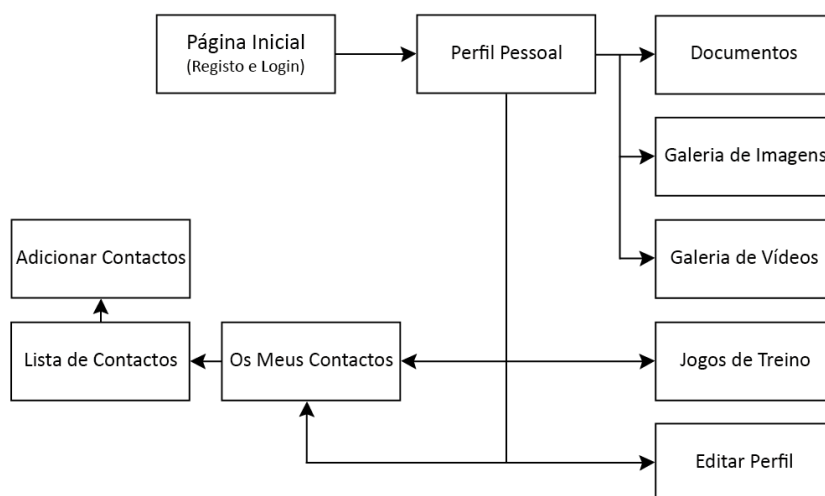 Página Inicial
(Registo e Login)
Perfil Pessoal
Documentos
Galeria de Imagens
Adicionar Contactos
Galeria de Vídeos
Lista de Contactos
Os Meus Contactos
Jogos de Treino
Editar Perfil